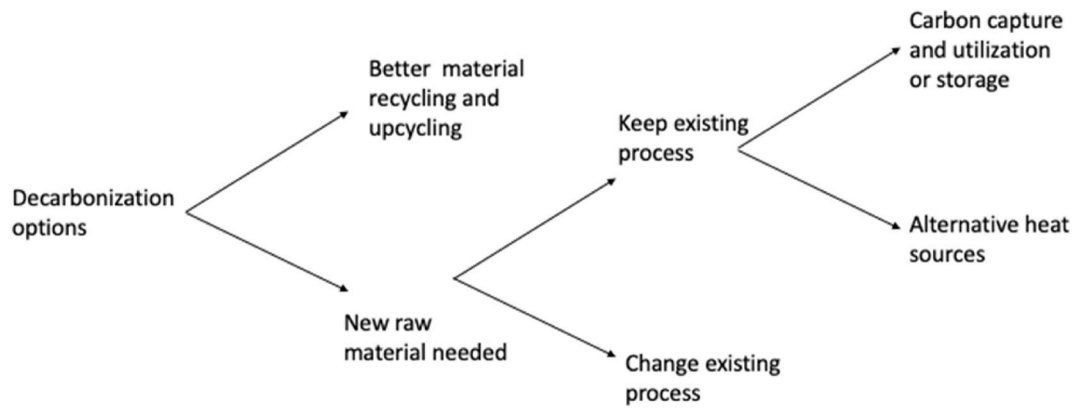 Decarbonization
options
Better material
recycling and
upcycling
New raw
material needed
Keep existing
process
Change existing
process
Carbon capture
and utilization
or storage
Alternative heat
sources